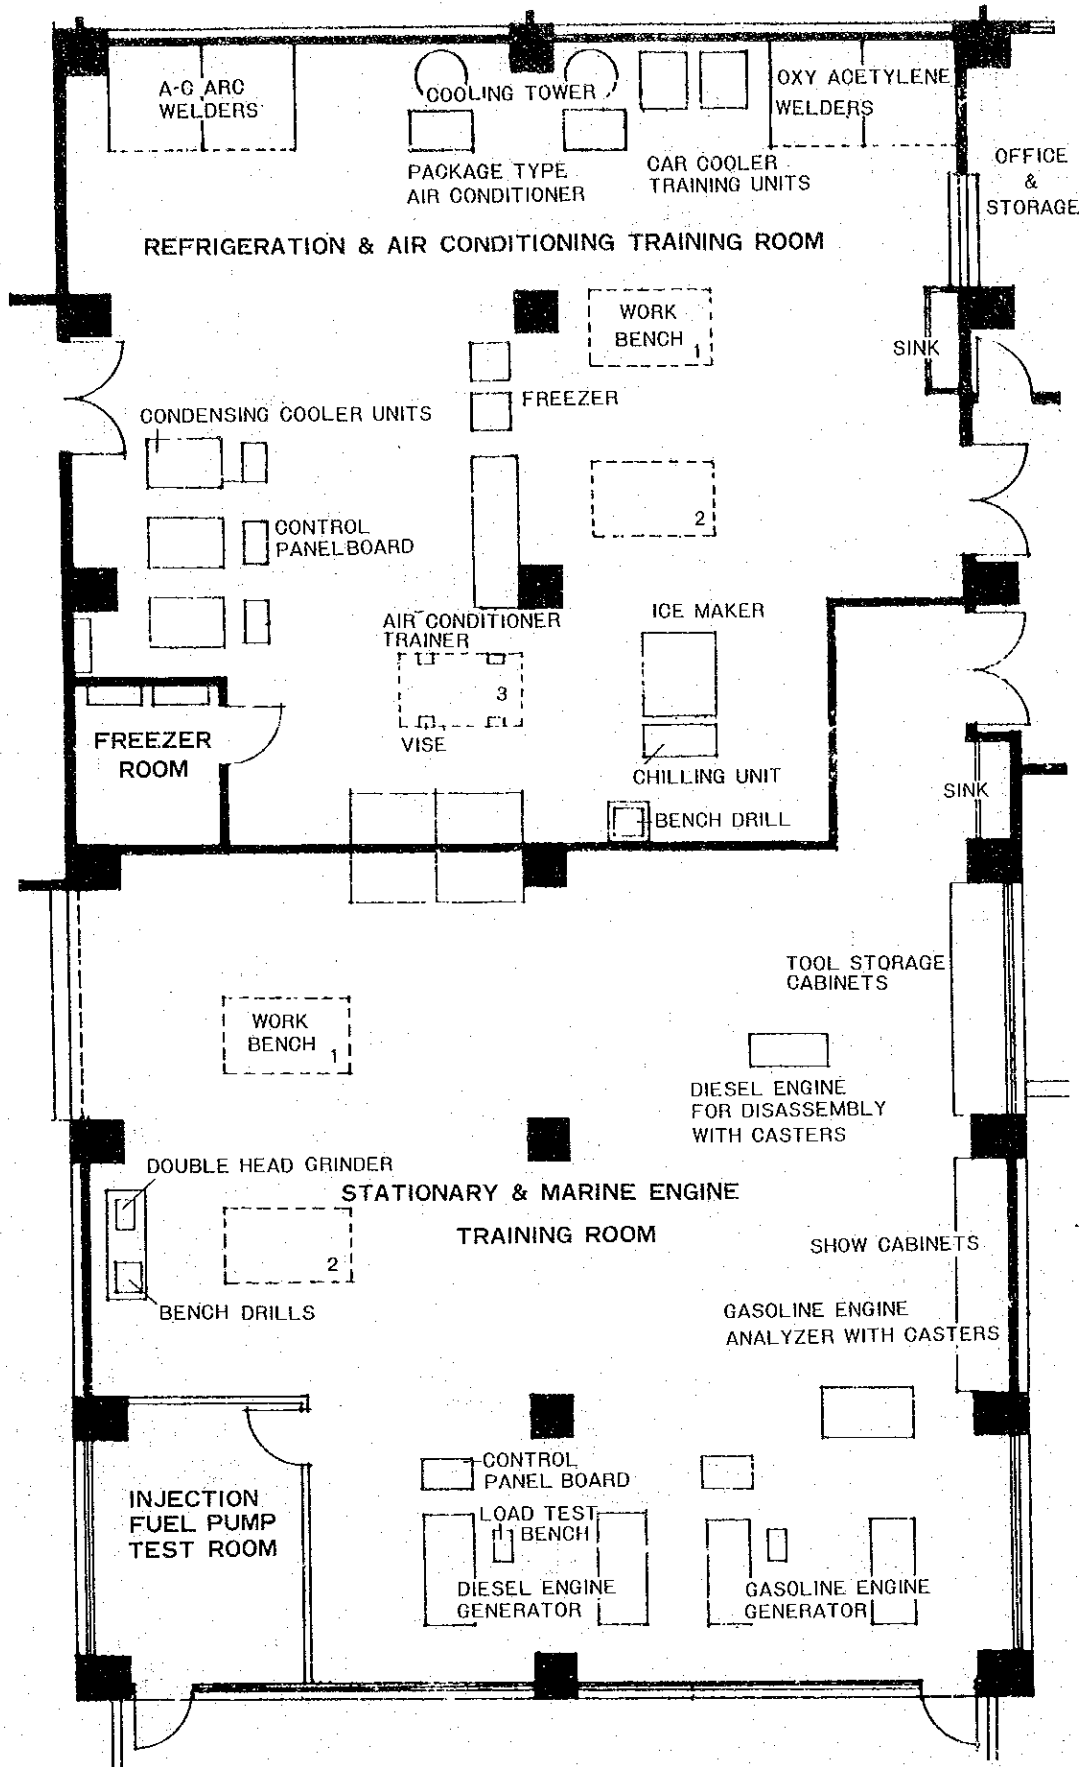 A-C ARC
WELDERS
COOLING TOWER
OXY ACETYLENE
WELDERS
PACKAGE TYPE
AIR CONDITIONER
CAR COOLER
TRAINING UNITS
OFFICE
&
STORAGE
REFRIGERATION & AIR CONDITIONING TRAINING ROOM
WORK
BENCH
1
SINK
FREEZER
CONDENSING COOLER UNITS
2
CONTROL
PANELBOARD
AIR CONDITIONER
TRAINER
ICE MAKER
3
VISE
FREEZER
ROOM
CHILLING UNIT
SINK
BENCH DRILL
TOOL STORAGE
CABINETS
WORK
BENCH
1
DIESEL ENGINE
FOR DISASSEMBLY
WITH CASTERS
DOUBLE HEAD GRINDER
STATIONARY & MARINE ENGINE
TRAINING ROOM
2
SHOW CABINETS
BENCH DRILLS
GASOLINE ENGINE
ANALYZER WITH CASTERS
CONTROL
PANEL BOARD
INJECTION
FUEL PUMP
TEST ROOM
LOAD TEST
BENCH
DIESEL ENGINE
GENERATOR
GASOLINE ENGINE
GENERATOR